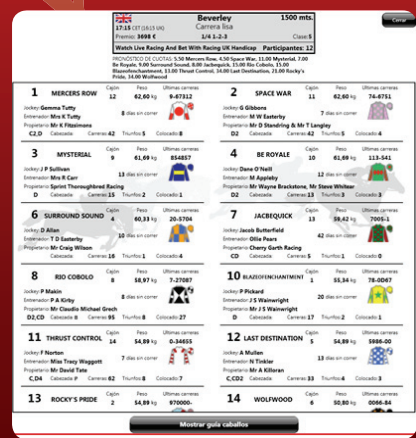 Beverley
1500 mts.
Cerrar
17:15 CET (16:15 UK)
Carrera lisa
Premio: 3698 €
1/4 1-2-3
Clase: 5
Watch Live Racing And Bet With Racing UK Handicap
Participantes: 12
PRONÓSTICO DE CUOTAS: 5.50 Mercers Row, 4.50 Space War, 11.00 Mysterial, 7.00
Be Royale, 9.00 Surround Sound, 8.00 Jacbequick, 15.00 Rio Cobolo, 15.00
Blazeofenchantment, 13.00 Thrust Control, 34.00 Last Destination, 21.00 Rocky's
Pride, 34.00 Wolfwood
1 MERCERS ROW
Cajón Peso Ultimas carreras
12 62,60 kg 9-67312
Jockey: Gemma Tutty
Entrenador: Mrs K Tutty
8 días sin correr
Propietario: Mr K Fitzsimons
C2,D Cabezada: Carreras: 42 Triunfos: 5 Colocado: 8
2 SPACE WAR
Cajón Peso Ultimas carreras
11 62,60 kg 74-6751
Jockey: G Gibbons
Entrenador: M W Easterby
7 días sin correr
Propietario: Mr D Standring & Mr T Langley
D2 Cabezada: Carreras: 42 Triunfos: 5 Colocado: 4
3 MYSTERIAL
Cajón Peso Ultimas carreras
9 61,69 kg 854857
Jockey: J P Sullivan
Entrenador: Mrs R Carr
13 días sin correr
Propietario: Sprint Thoroughbred Racing
D Cabezada: Carreras: 15 Triunfos: 2 Colocado: 1
4 BE ROYALE
Cajón Peso Ultimas carreras
10 61,69 kg 113-541
Jockey: Dane O'Neill
Entrenador: M Appleby
12 días sin correr
Propietario: Mr Wayne Brackstone, Mr Steve Whitear
D2 Cabezada: Carreras: 13 Triunfos: 3 Colocado: 3
6 SURROUND SOUND
Cajón Peso Ultimas carreras
4 60,33 kg 20-5704
Jockey: D Allan
Entrenador: T D Easterby
10 días sin correr
Propietario: Mr Craig Wilson
Cabezada: Carreras: 16 Triunfos: 1 Colocado: 4
7 JACBEQUICK
Cajón Peso Ultimas carreras
3 59,42 kg 7005-1
Jockey: Jacob Butterfield
Entrenador: Ollie Pears
42 días sin correr
Propietario: Cherry Garth Racing
CD Cabezada: Carreras: 5 Triunfos: 1 Colocado: 0
8 RIO COBOLO
Cajón Peso Ultimas carreras
8 58,97 kg 7-27087
Jockey: P Makin
Entrenador: P A Kirby
8 días sin correr
Propietario: Mr Claudio Michael Grech
D2,CD Cabezada: Carreras: 95 Triunfos: 8 Colocado: 27
10 BLAZEOFENCHANTMENT
Cajón Peso Ultimas carreras
1 55,34 kg 78-0D67
Jockey: P Pickard
Entrenador: J S Wainwright
20 días sin correr
Propietario: Mr J S Wainwright
D Cabezada: Carreras: 17 Triunfos: 2 Colocado: 1
11 THRUST CONTROL
Cajón Peso Ultimas carreras
14 54,89 kg 0-34655
Jockey: F Norton
Entrenador: Miss Tracy Waggott
7 días sin correr
Propietario: Mr David Tate
C,D4 Cabezada: P Carreras: 62 Triunfos: 8 Colocado: 7
12 LAST DESTINATION
Cajón Peso Ultimas carreras
5 54,89 kg 5986-00
Jockey: A Mullen
Entrenador: N Tinkler
13 días sin correr
Propietario: Mr A Killoran
C,CD2 Cabezada: Carreras: 33 Triunfos: 4 Colocado: 3
13 ROCKY'S PRIDE
Cajón Peso Ultimas carreras
2 54,89 kg 970000-
14 WOLFWOOD
Cajón Peso Ultimas carreras
6 50,80 kg 0066-84
Mostrar guía caballos